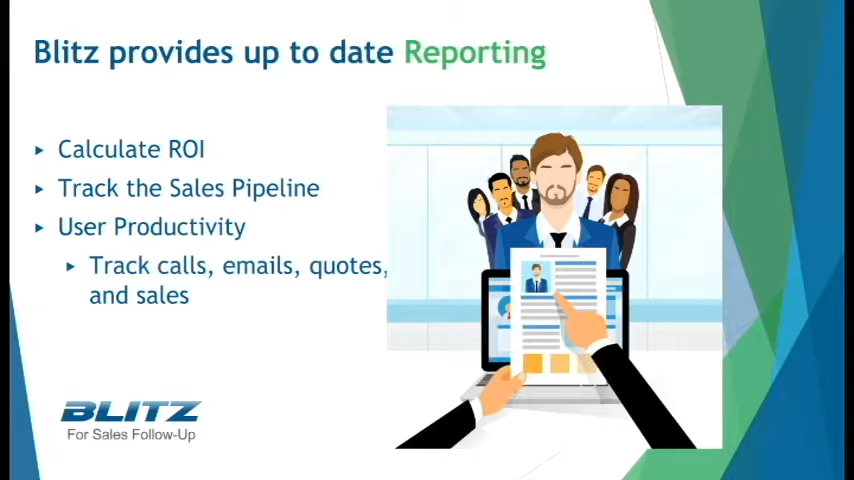 Blitz provides up to date Reporting
Calculate ROI
Track the Sales Pipeline
User Productivity
Track calls, emails, quotes,
and sales
BLITZ
For Sales Follow-Up